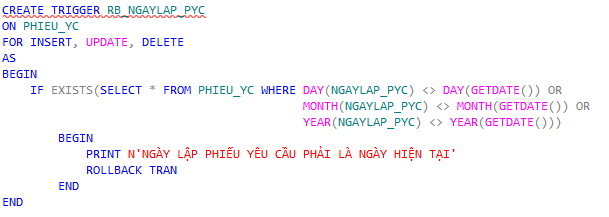 CREATE TRIGGER RB_NGAYLAP_PYC
ON PHIEU_YC
FOR INSERT, UPDATE, DELETE
AS
BEGIN
    IF EXISTS(SELECT * FROM PHIEU_YC WHERE DAY(NGAYLAP_PYC) <> DAY(GETDATE()) OR
                                           MONTH(NGAYLAP_PYC) <> MONTH(GETDATE()) OR
                                           YEAR(NGAYLAP_PYC) <> YEAR(GETDATE()))
        BEGIN
            PRINT N'NGÀY LẬP PHIẾU YÊU CẦU PHẢI LÀ NGÀY HIỆN TẠI'
            ROLLBACK TRAN
        END
END